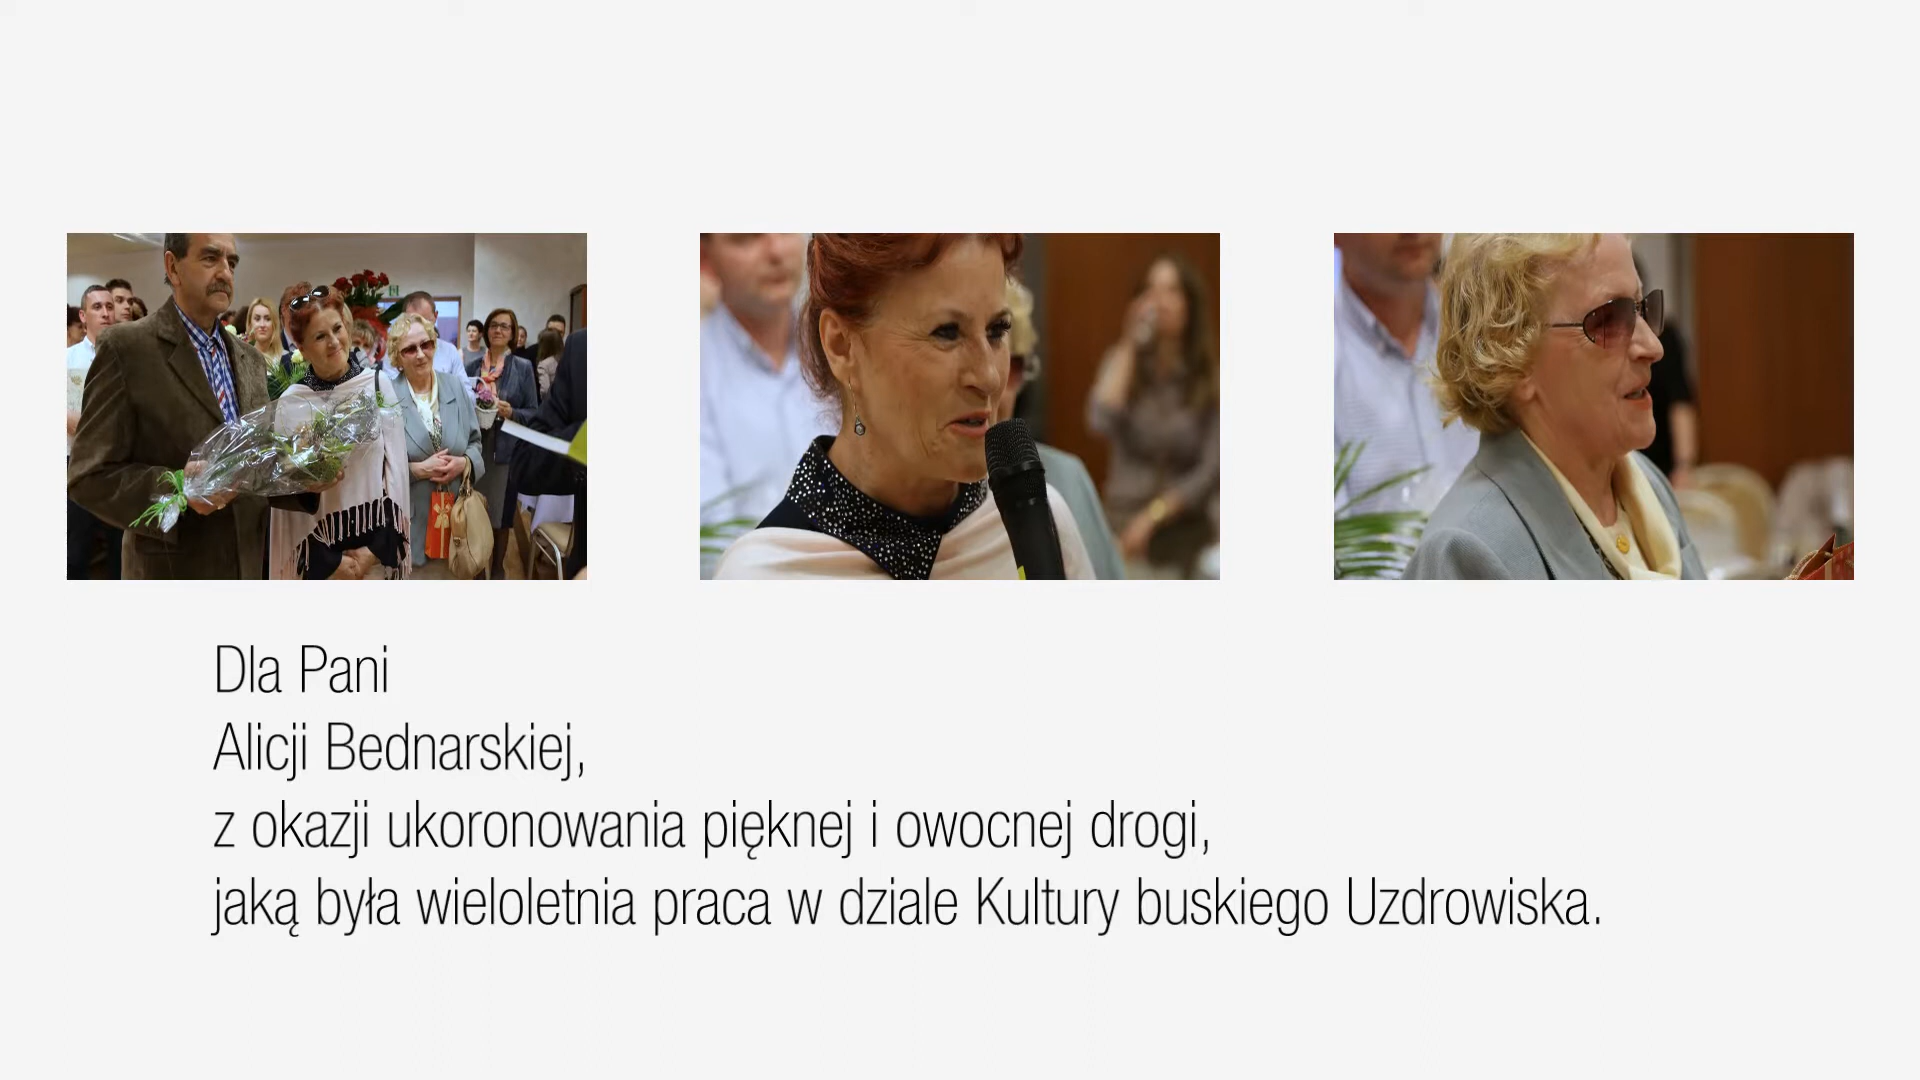 Dla Pani
Alicji Bednarskiej,
z okazji ukoronowania pięknej i owocnej drogi,
jaką była wieloletnia praca w dziale Kultury buskiego Uzdrowiska.